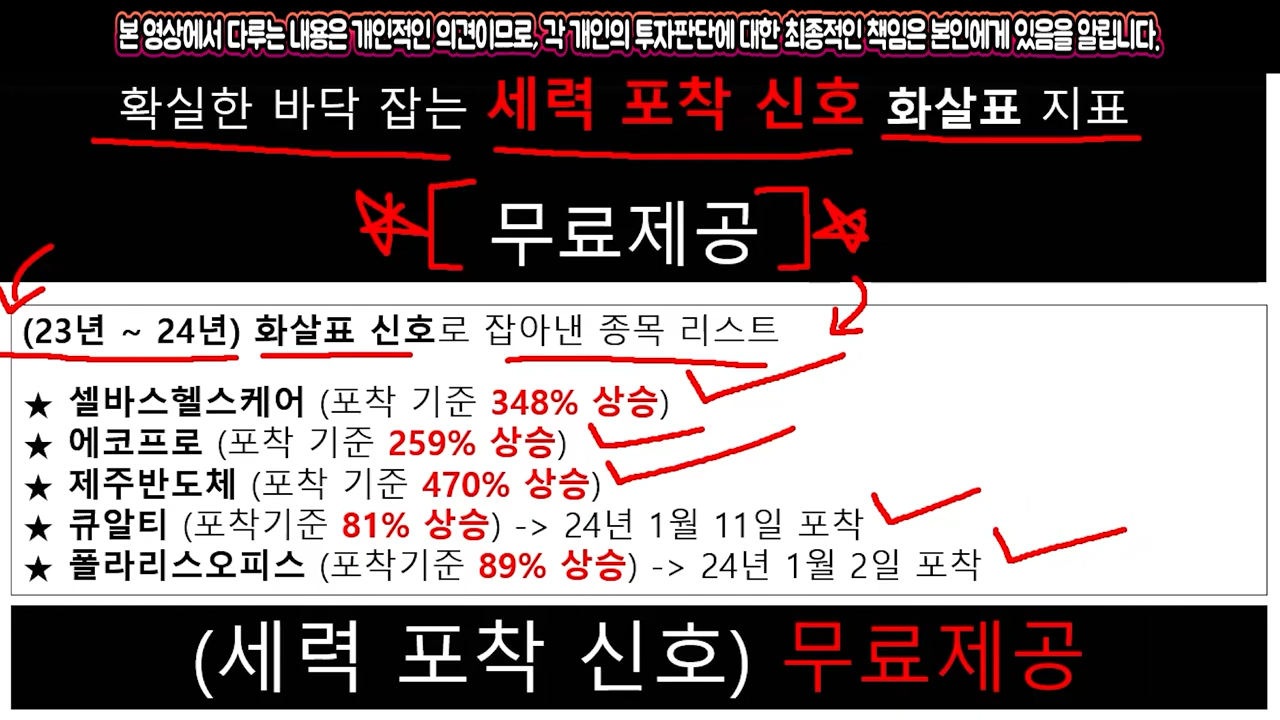 본 영상에서 다루는 내용은 개인적인 의견이므로, 각 개인의 투자판단에 대한 최종적인 책임은 본인에게 있음을 알립니다.
확실한 바닥 잡는 세력 포착 신호 화살표 지표
[ 무료제공 ]
(23년 ~ 24년) 화살표 신호로 잡아낸 종목 리스트
★ 셀바스헬스케어 (포착 기준 348% 상승)
★ 에코프로 (포착 기준 259% 상승)
★ 제주반도체 (포착 기준 470% 상승)
★ 큐알티 (포착기준 81% 상승) -> 24년 1월 11일 포착
★ 폴라리스오피스 (포착기준 89% 상승) -> 24년 1월 2일 포착
(세력 포착 신호) 무료제공